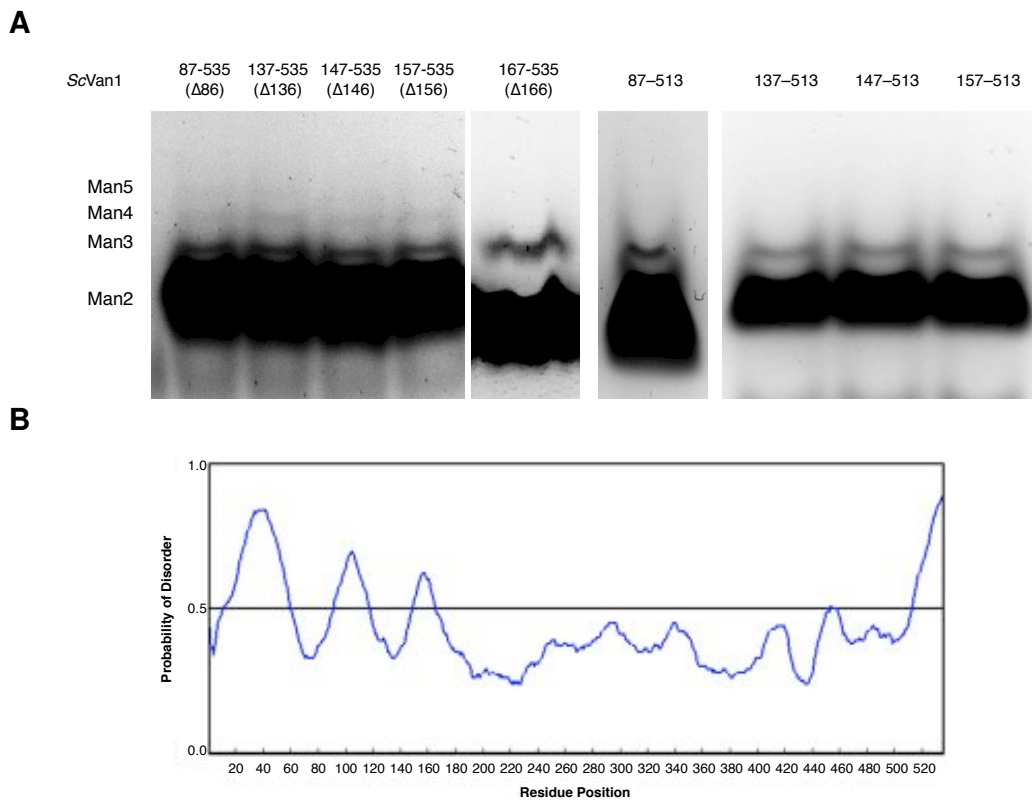 A
ScVan1
87-535 137-535 147-535 157-535 167-535 87–513 137–513 147–513 157–513
(Δ86) (Δ136) (Δ146) (Δ156) (Δ166)
Man5
Man4
Man3
Man2
B
1.0
0.5
0.0
Probability of Disorder
20 40 60 80 100 120 140 160 180 200 220 240 260 280 300 320 340 360 380 400 420 440 460 480 500 520
Residue Position